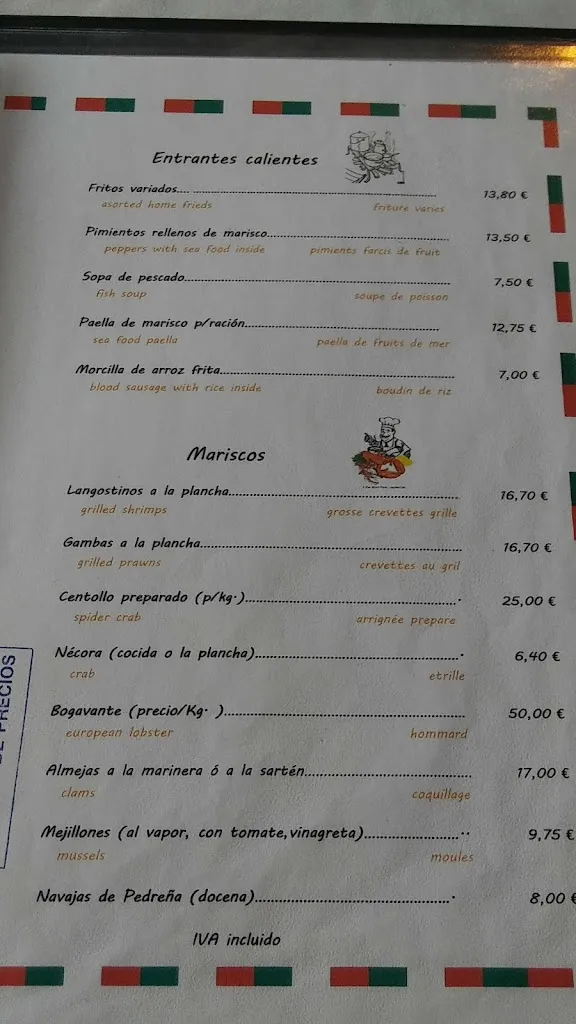 Entrantes calientes
Fritos variados.... ............................................................ 13,80 €
asorted home frieds friture varies
Pimientos rellenos de marisco............................................. 13,50 €
peppers with sea food inside pimients farcis de fruit
Sopa de pescado................................................................ 7,50 €
fish soup soupe de poisson
Paella de marisco p/ración................................................ 12,75 €
sea food paella paella de fruits de mer
Morcilla de arroz frita...................................................... 7,00 €
blood sausage with rice inside boudin de riz
Mariscos
Langostinos a la plancha................................................... 16,70 €
grilled shrimps grosse crevettes grille
Gambas a la plancha......................................................... 16,70 €
grilled prawns crevettes au gril
Centollo preparado (p/kg.).............................................. 25,00 €
spider crab arrignée prepare
Nécora (cocida o la plancha)............................................ 6,40 €
crab etrille
Bogavante (precio/Kg. )................................................... 50,00 €
european lobster hommard
Almejas a la marinera ó a la sartén................................... 17,00 €
clams coquillage
Mejillones (al vapor, con tomate,vinagreta)...................... 9,75 €
mussels moules
Navajas de Pedreña (docena)........................................... 8,00 €
IVA incluido
DE PRECIOS